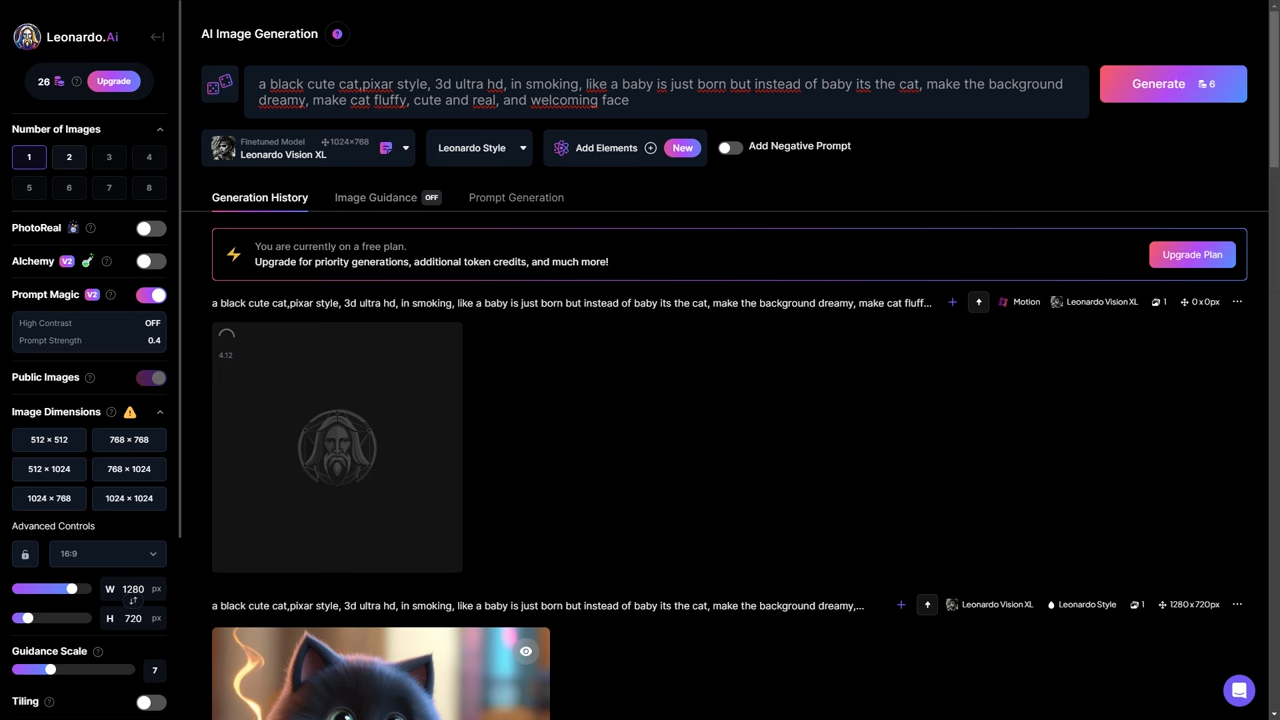 Leonardo.Ai
26
Upgrade
AI Image Generation
a black cute cat,pixar style, 3d ultra hd, in smoking, like a baby is just born but instead of baby its the cat, make the background
dreamy, make cat fluffy, cute and real, and welcoming face
Generate 6
Number of Images
1 2 3 4
5 6 7 8
Finetuned Model 1024×768
Leonardo Vision XL
Leonardo Style
Add Elements
New
Add Negative Prompt
Generation History
Image Guidance OFF
Prompt Generation
PhotoReal
Alchemy V2
Prompt Magic V2
High Contrast OFF
Prompt Strength 0.4
Public Images
Image Dimensions
512 × 512 768 × 768
512 × 1024 768 × 1024
1024 × 768 1024 × 1024
Advanced Controls
16:9
W 1280 px
H 720 px
Guidance Scale
7
Tiling
You are currently on a free plan.
Upgrade for priority generations, additional token credits, and much more!
Upgrade Plan
a black cute cat,pixar style, 3d ultra hd, in smoking, like a baby is just born but instead of baby its the cat, make the background dreamy, make cat fluff... Motion Leonardo Vision XL 1 0x0px
4.12
a black cute cat,pixar style, 3d ultra hd, in smoking, like a baby is just born but instead of baby its the cat, make the background dreamy,... Leonardo Vision XL Leonardo Style 1 1280x720px